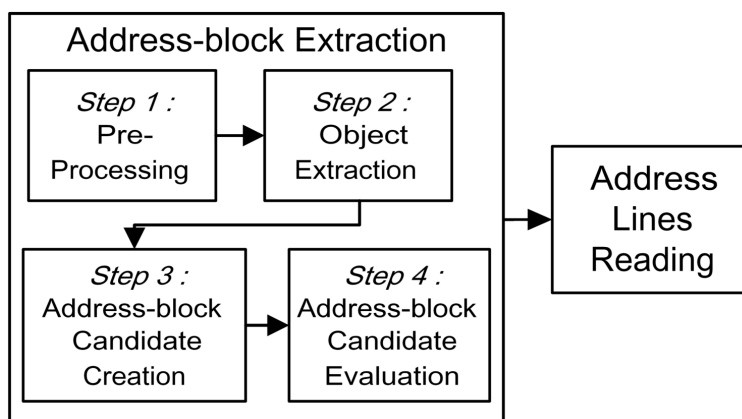 Address-block Extraction
Step 1 :
Pre-
Processing
Step 2 :
Object
Extraction
Step 3 :
Address-block
Candidate
Creation
Step 4 :
Address-block
Candidate
Evaluation
Address
Lines
Reading